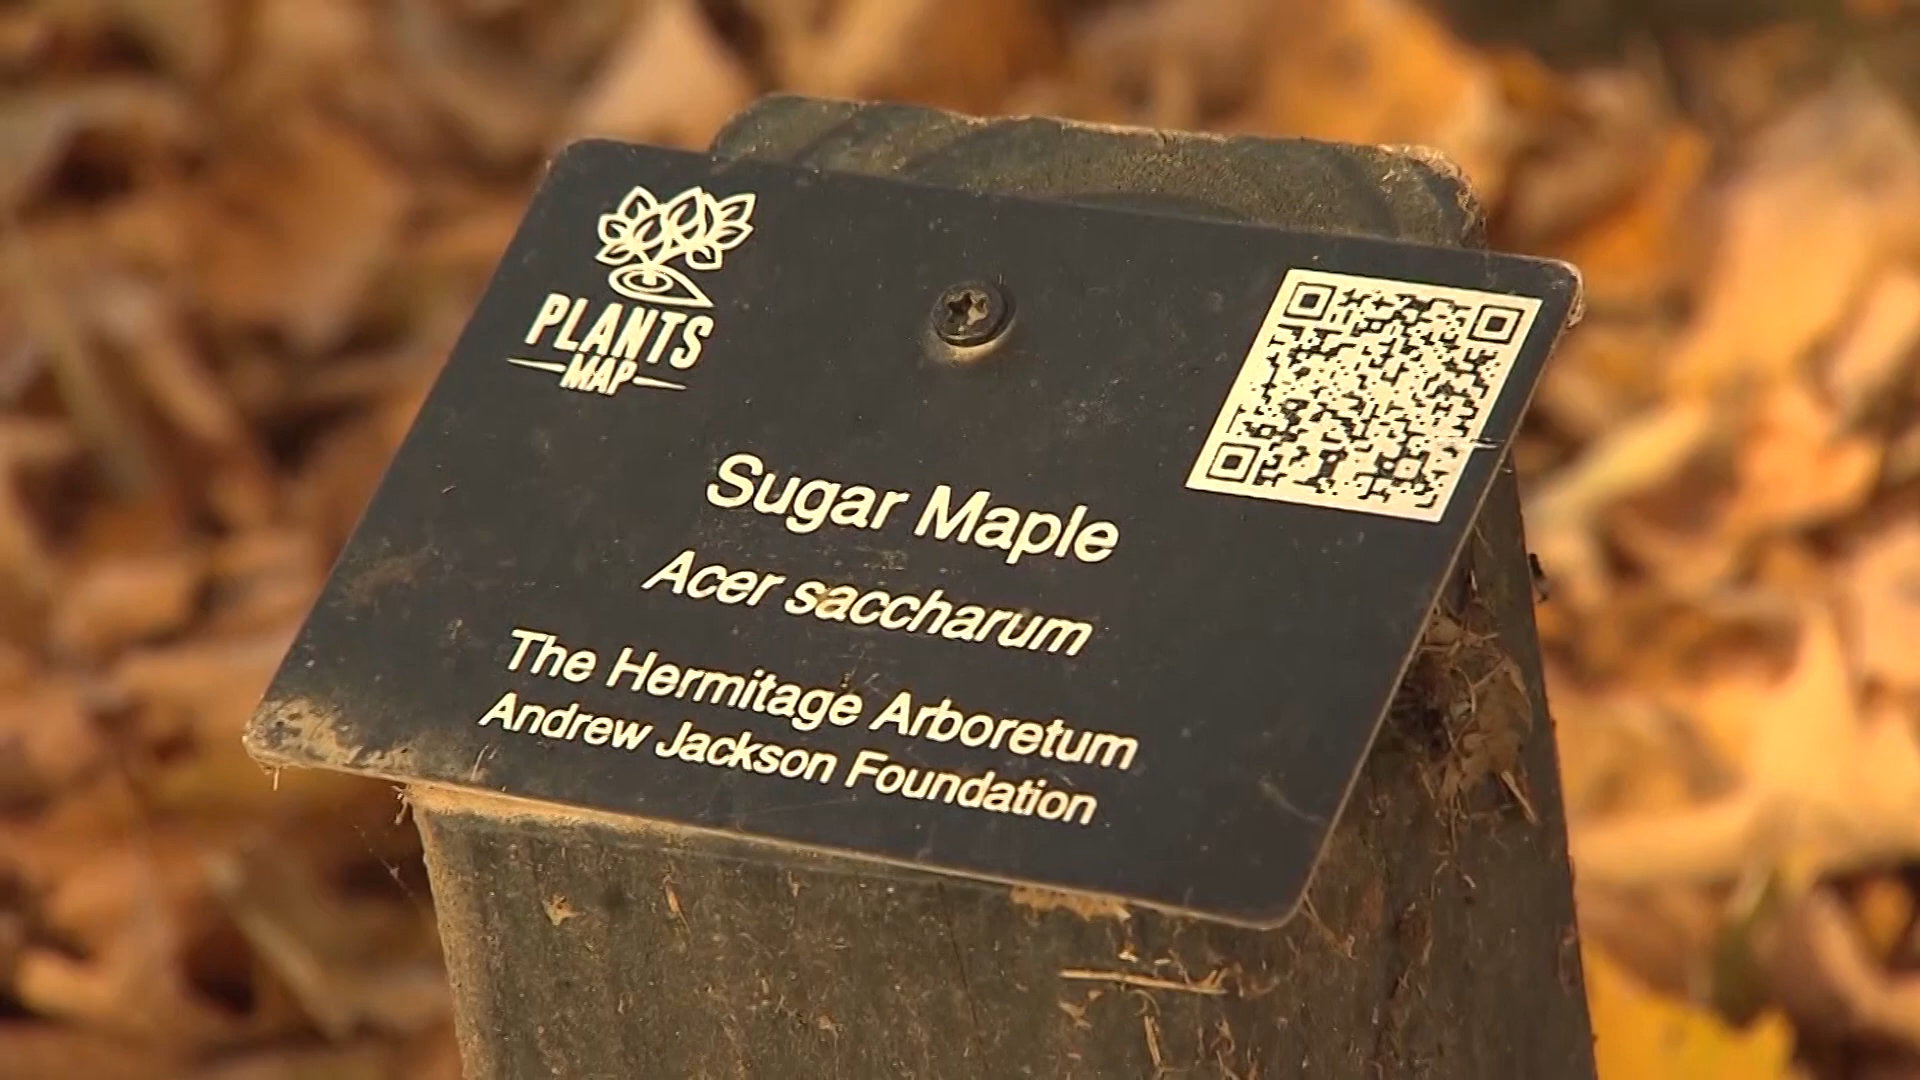 PLANTS
MAP
Sugar Maple
Acer saccharum
The Hermitage Arboretum
Andrew Jackson Foundation